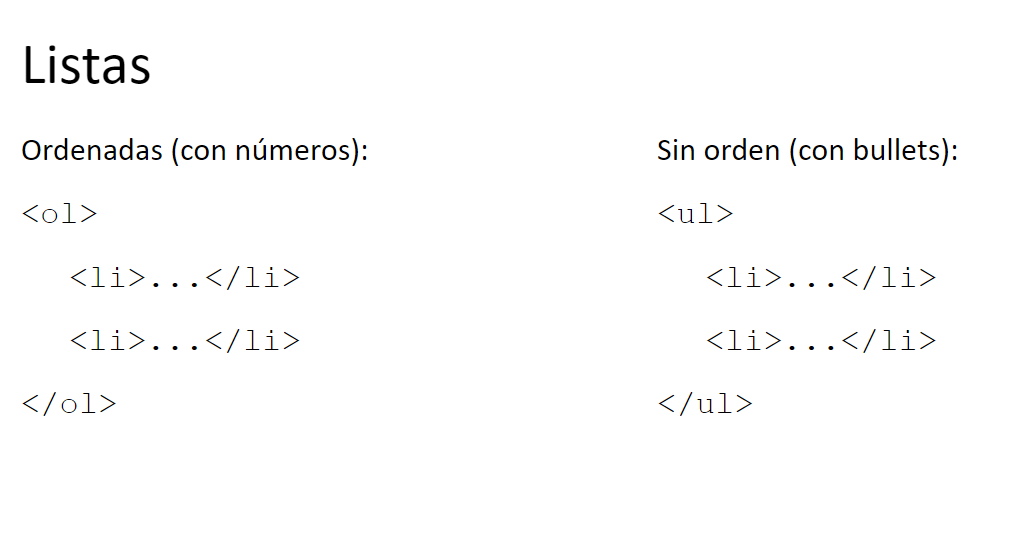 Listas
Ordenadas (con números):
<ol>
<li>...</li>
<li>...</li>
</ol>
Sin orden (con bullets):
<ul>
<li>...</li>
<li>...</li>
</ul>